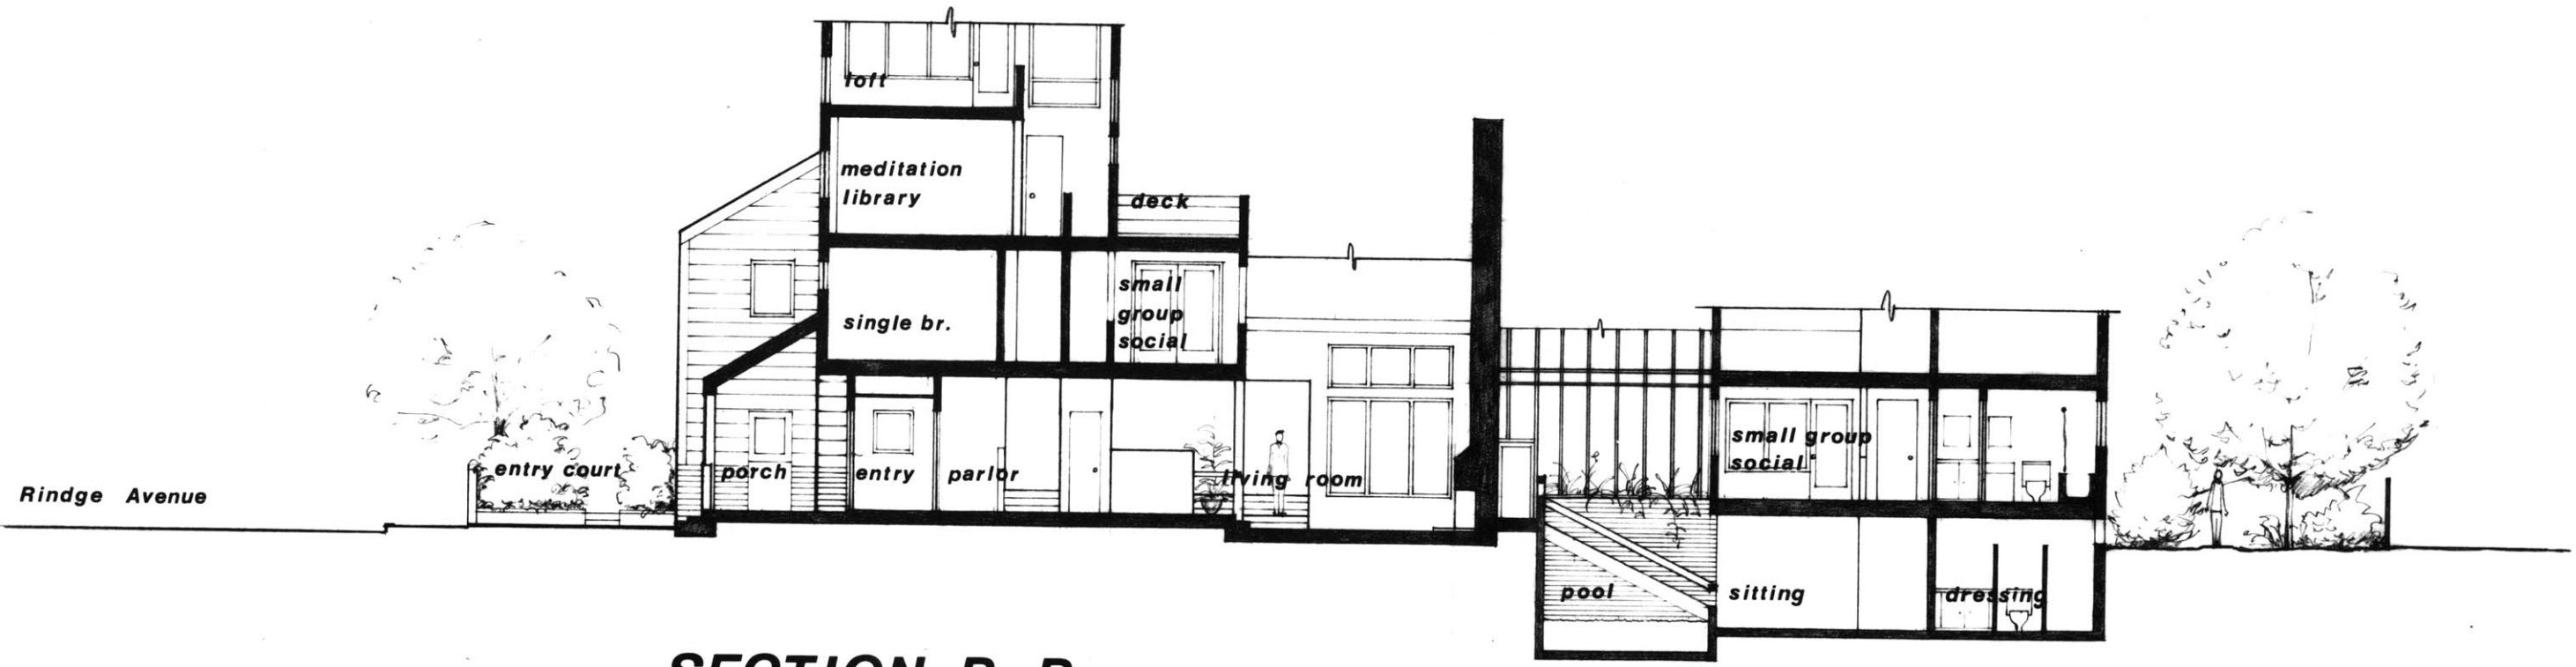 loft
meditation
library
deck
single br.
small
group
social
small group
social
Rindge Avenue
entry court
porch
entry
parlor
living room
pool
sitting
dressing
SECTION B-B